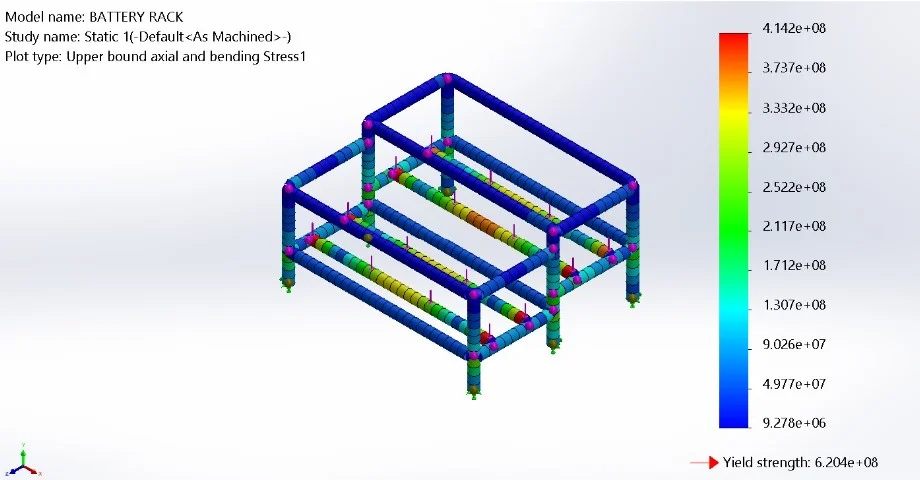 Model name: BATTERY RACK
Study name: Static 1(-Default<As Machined>-)
Plot type: Upper bound axial and bending Stress1
4.142e+08
3.737e+08
3.332e+08
2.927e+08
2.522e+08
2.117e+08
1.712e+08
1.307e+08
9.026e+07
4.977e+07
9.278e+06
Yield strength: 6.204e+08
Y
Z
X